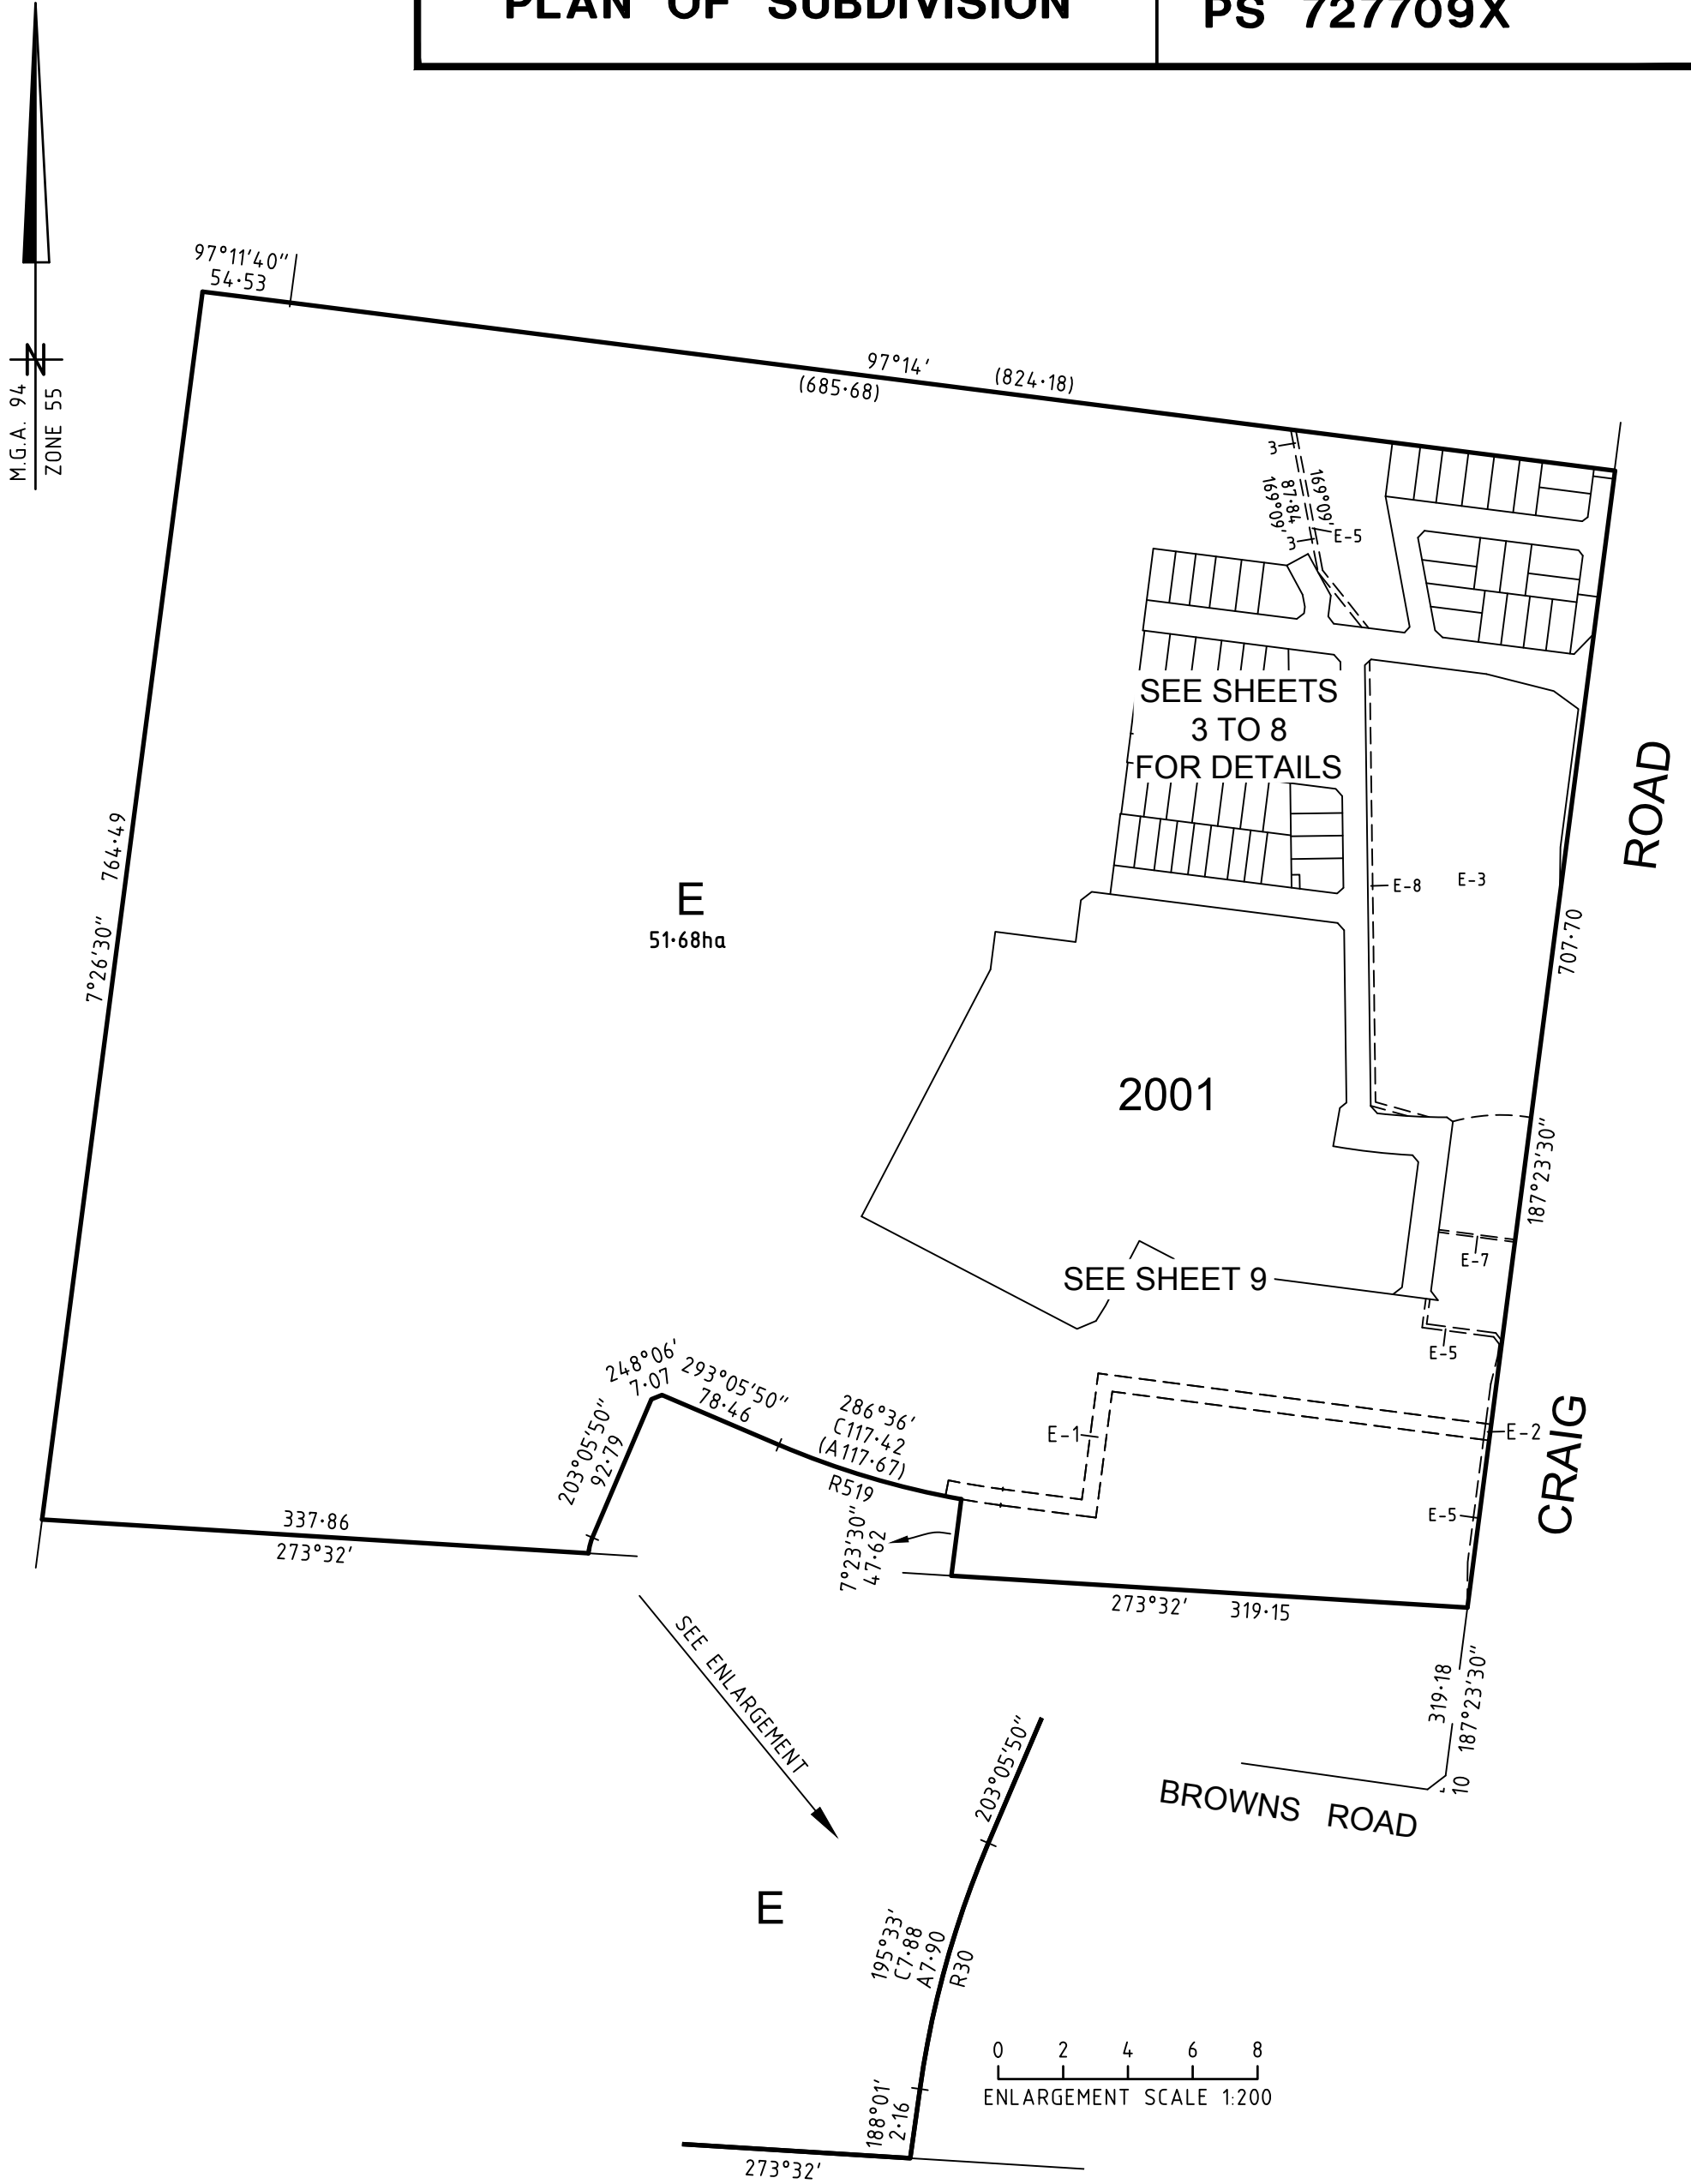 PLAN OF SUBDIVISION
PS 727709X
M.G.A. 94
ZONE 55
N
97°11'40"
54·53
97°14'
(685·68)
(824·18)
3
169°09'
87·84
169°09'
3
E-5
SEE SHEETS
3 TO 8
FOR DETAILS
ROAD
764·49
7°26'30"
E
51·68ha
E-8
E-3
707·70
2001
187°23'30"
E-7
SEE SHEET 9
E-5
248°06'
7·07
293°05'50"
78·46
286°36'
C117·42
(A117·67)
R519
203°05'50"
92·79
E-1
E-2
CRAIG
E-5
7°23'30"
47·62
337·86
273°32'
273°32'
319·15
SEE ENLARGEMENT
319·18
187°23'30"
10
BROWNS ROAD
203°05'50"
E
195°33'
C7·88
A7·90
R30
0 2 4 6 8
ENLARGEMENT SCALE 1:200
188°01'
2·16
273°32'